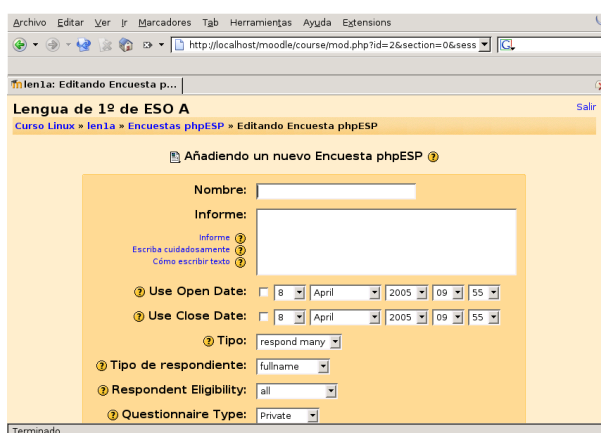 Archivo Editar Ver Ir Marcadores Tab Herramientas Ayuda Extensions
http://localhost/moodle/course/mod.php?id=2&section=0&sess
len1a: Editando Encuesta p...
Lengua de 1º de ESO A
Salir
Curso Linux » len1a » Encuestas phpESP » Editando Encuesta phpESP
Añadiendo un nuevo Encuesta phpESP ?
Nombre:
Informe:
Informe ?
Escriba cuidadosamente ?
Cómo escribir texto ?
? Use Open Date: 8 April 2005 09 55
? Use Close Date: 8 April 2005 09 55
? Tipo: respond many
? Tipo de respondiente: fullname
? Respondent Eligibility: all
? Questionnaire Type: Private
Terminado